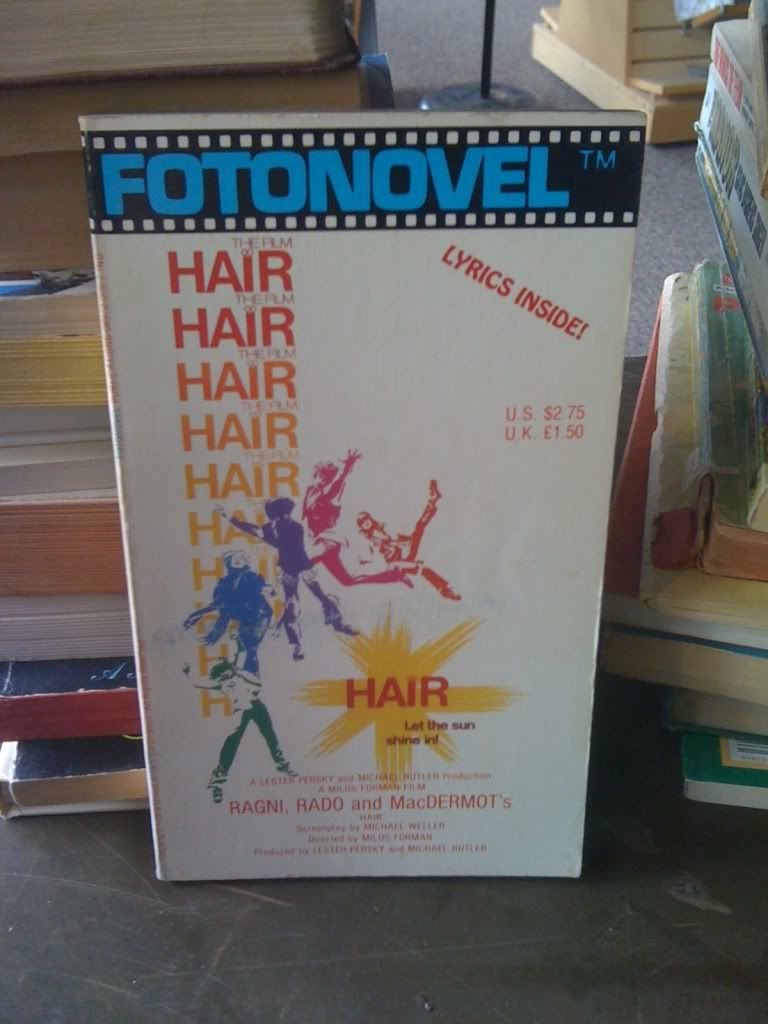 FOTONOVEL TM
THE FILM
HAIR
THE FILM
HAIR
THE FILM
HAIR
THE FILM
HAIR
THE FILM
HAIR
LYRICS INSIDE!
U.S. $2.75
U.K. £1.50
HAIR
Let the sun
shine in!
A LESTER PERSKY and MICHAEL BUTLER Production
A MILOS FORMAN FILM
RAGNI, RADO and MacDERMOT's
"HAIR"
Screenplay by MICHAEL WELLER
Directed by MILOS FORMAN
Produced by LESTER PERSKY and MICHAEL BUTLER